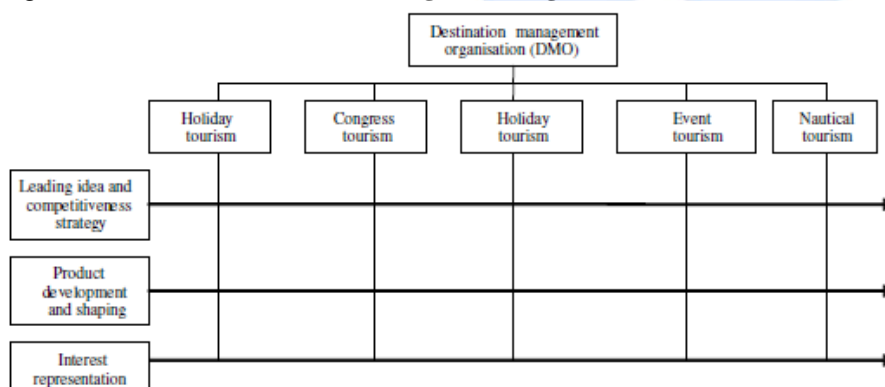 Destination management
organisation (DMO)
Holiday
tourism
Congress
tourism
Holiday
tourism
Event
tourism
Nautical
tourism
Leading idea and
competitiveness
strategy
Product
development
and shaping
Interest
representation